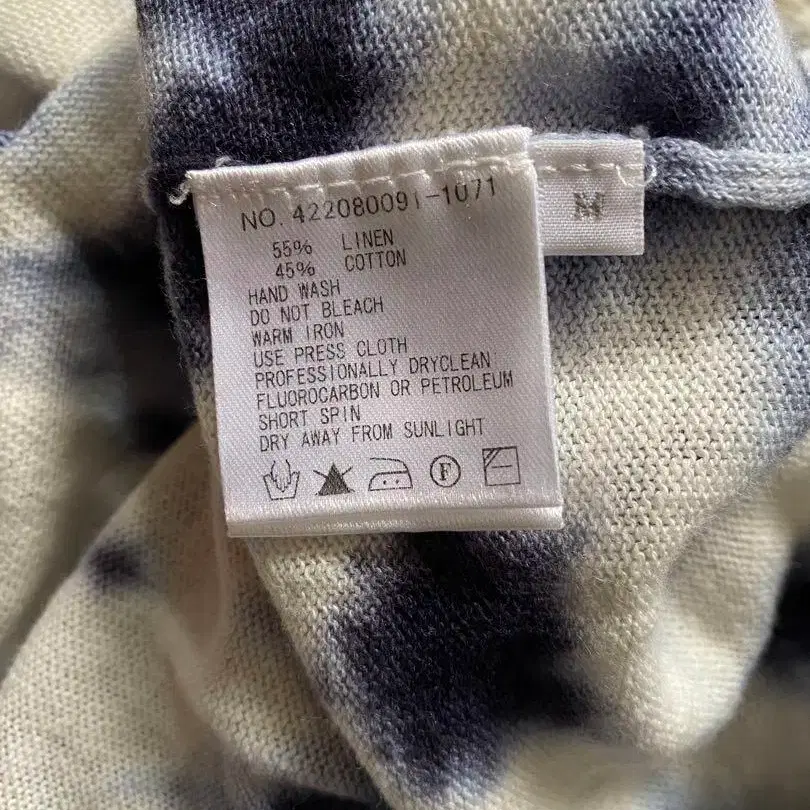 NO. 422080091-1071
M
55% LINEN
45% COTTON
HAND WASH
DO NOT BLEACH
WARM IRON
USE PRESS CLOTH
PROFESSIONALLY DRYCLEAN
FLUOROCARBON OR PETROLEUM
SHORT SPIN
DRY AWAY FROM SUNLIGHT
F